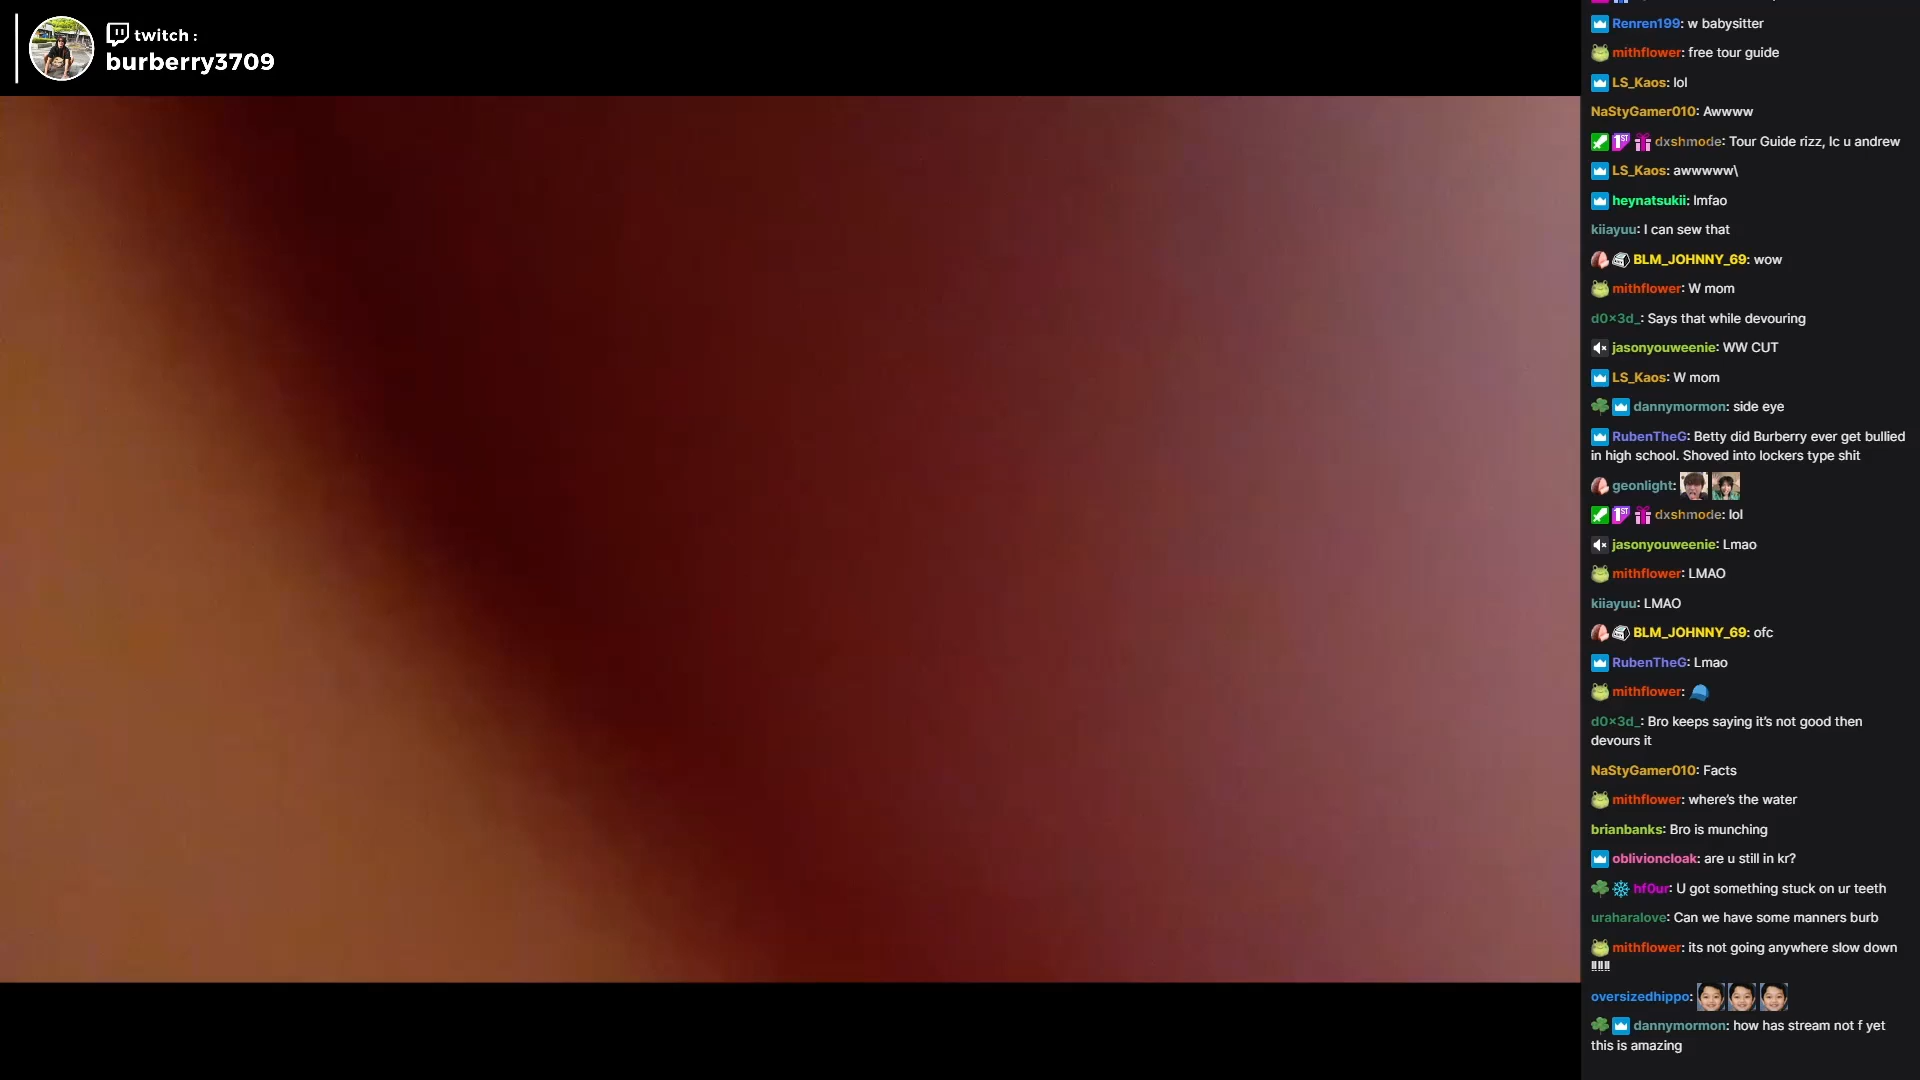 twitch :
burberry3709
Renren199: w babysitter
mithflower: free tour guide
LS_Kaos: lol
NaStyGamer010: Awwww
1ST dxshmode: Tour Guide rizz, lc u andrew
LS_Kaos: awwwww\
heynatsukii: lmfao
kiiayuu: I can sew that
BLM_JOHNNY_69: wow
mithflower: W mom
d0x3d_: Says that while devouring
jasonyouweenie: WW CUT
LS_Kaos: W mom
dannymormon: side eye
RubenTheG: Betty did Burberry ever get bullied
in high school. Shoved into lockers type shit
geonlight:
1ST dxshmode: lol
jasonyouweenie: Lmao
mithflower: LMAO
kiiayuu: LMAO
BLM_JOHNNY_69: ofc
RubenTheG: Lmao
mithflower:
d0x3d_: Bro keeps saying it's not good then
devours it
NaStyGamer010: Facts
mithflower: where's the water
brianbanks: Bro is munching
oblivioncloak: are u still in kr?
hf0ur: U got something stuck on ur teeth
uraharalove: Can we have some manners burb
mithflower: its not going anywhere slow down
!!!!!!
oversizedhippo:
dannymormon: how has stream not f yet
this is amazing